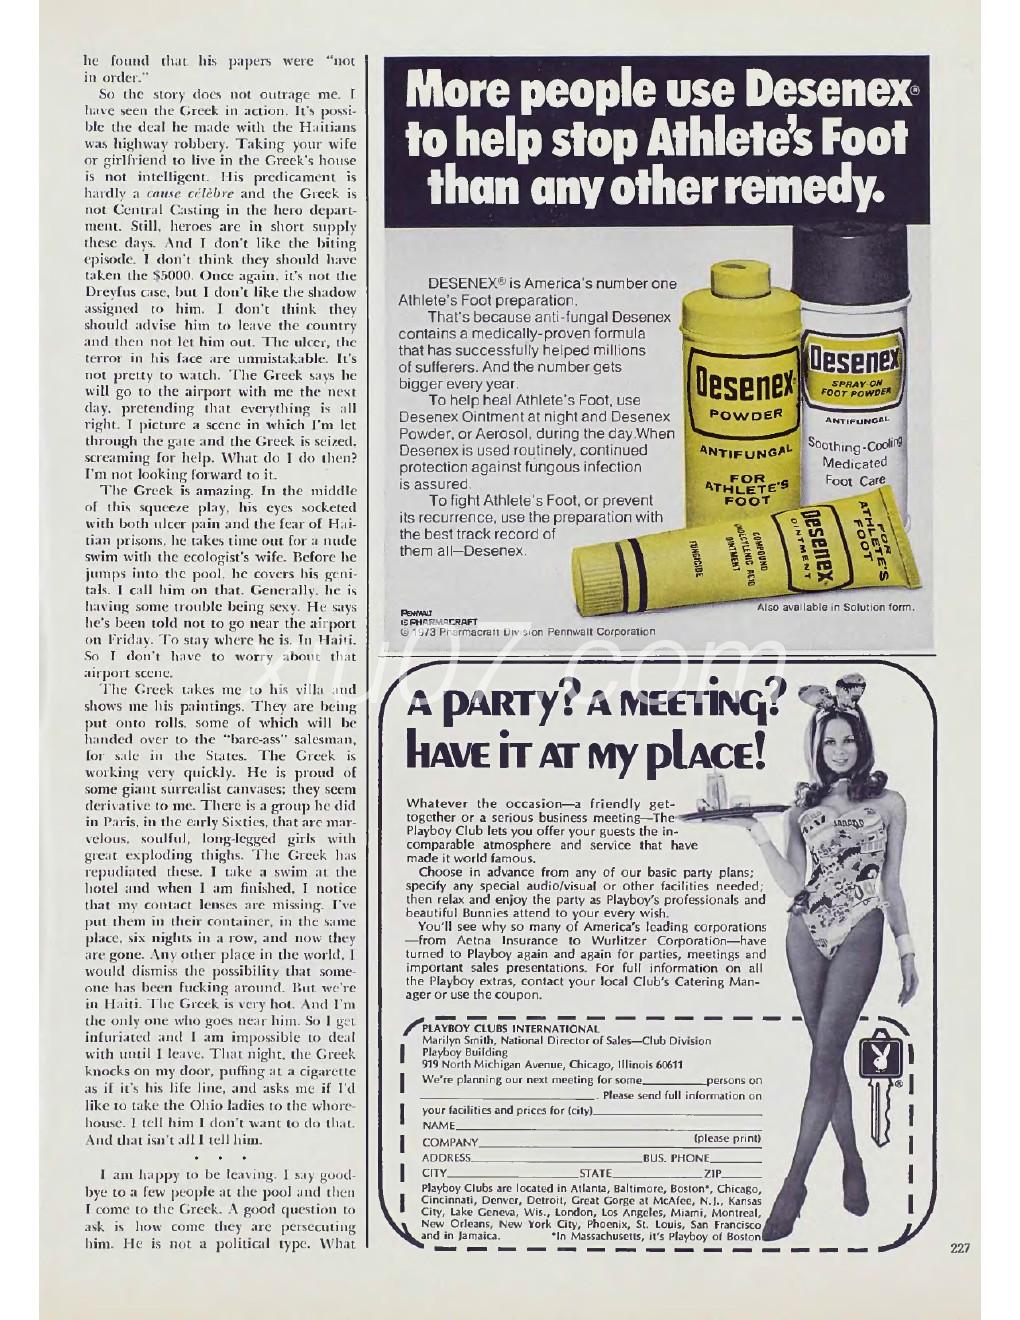 he found that his papers were "not
in order."
So the story does not outrage me. I
have seen the Greek in action. It's possi-
ble the deal he made with the Haitians
was highway robbery. Taking your wife
or girlfriend to live in the Greek's house
is not intelligent. His predicament is
hardly a cause célèbre and the Greek is
not Central Casting in the hero depart-
ment. Still, heroes are in short supply
these days. And I don't like the biting
episode. I don't think they should have
taken the $5000. Once again, it's not the
Dreyfus case, but I don't like the shadow
assigned to him. I don't think they
should advise him to leave the country
and then not let him out. The ulcer, the
terror in his face are unmistakable. It's
not pretty to watch. The Greek says he
will go to the airport with me the next
day, pretending that everything is all
right. I picture a scene in which I'm let
through the gate and the Greek is seized,
screaming for help. What do I do then?
I'm not looking forward to it.
The Greek is amazing. In the middle
of this squeeze play, his eyes socketed
with both ulcer pain and the fear of Hai-
tian prisons, he takes time out for a nude
swim with the ecologist's wife. Before he
jumps into the pool, he covers his geni-
tals. I call him on that. Generally, he is
having some trouble being sexy. He says
he's been told not to go near the airport
on Friday. To stay where he is. In Haiti.
So I don't have to worry about that
airport scene.
The Greek takes me to his villa and
shows me his paintings. They are being
put onto rolls, some of which will be
handed over to the "bare-ass" salesman,
for sale in the States. The Greek is
working very quickly. He is proud of
some giant surrealist canvases; they seem
derivative to me. There is a group he did
in Paris, in the early Sixties, that are mar-
velous, soulful, long-legged girls with
great exploding thighs. The Greek has
repudiated these. I take a swim at the
hotel and when I am finished, I notice
that my contact lenses are missing. I've
put them in their container, in the same
place, six nights in a row, and now they
are gone. Any other place in the world, I
would dismiss the possibility that some-
one has been fucking around. But we're
in Haiti. The Greek is very hot. And I'm
the only one who goes near him. So I get
infuriated and I am impossible to deal
with until I leave. That night, the Greek
knocks on my door, puffing at a cigarette
as if it's his life line, and asks me if I'd
like to take the Ohio ladies to the whore-
house. I tell him I don't want to do that.
And that isn't all I tell him.
• • •
I am happy to be leaving. I say good-
bye to a few people at the pool and then
I come to the Greek. A good question to
ask is how come they are persecuting
him. He is not a political type. What
More people use Desenex®
to help stop Athlete's Foot
than any other remedy.
DESENEX® is America's number one
Athlete's Foot preparation.
That's because anti-fungal Desenex
contains a medically-proven formula
that has successfully helped millions
of sufferers. And the number gets
bigger every year.
To help heal Athlete's Foot, use
Desenex Ointment at night and Desenex
Powder, or Aerosol, during the day. When
Desenex is used routinely, continued
protection against fungous infection
is assured.
To fight Athlete's Foot, or prevent
its recurrence, use the preparation with
the best track record of
them all—Desenex.
Desenex
POWDER
ANTIFUNGAL
FOR
ATHLETE'S
FOOT
Desenex
SPRAY-ON
FOOT POWDER
ANTIFUNGAL
Soothing-Cooling
Medicated
Foot Care
FOR
ATHLETE'S
FOOT
Desenex
OINTMENT
COMPOUND
UNDECYLENIC ACID
OINTMENT
FUNGICIDE
Also available in Solution form.
PENNWALT
PHARMACRAFT
© 1973 Pharmacraft Division Pennwalt Corporation
xiu07.com
A PARTY? A MEETING?
HAVE IT AT MY PLACE!
Whatever the occasion—a friendly get-
together or a serious business meeting—The
Playboy Club lets you offer your guests the in-
comparable atmosphere and service that have
made it world famous.
Choose in advance from any of our basic party plans;
specify any special audio/visual or other facilities needed;
then relax and enjoy the party as Playboy's professionals and
beautiful Bunnies attend to your every wish.
You'll see why so many of America's leading corporations
—from Aetna Insurance to Wurlitzer Corporation—have
turned to Playboy again and again for parties, meetings and
important sales presentations. For full information on all
the Playboy extras, contact your local Club's Catering Man-
ager or use the coupon.
PLAYBOY CLUBS INTERNATIONAL
Marilyn Smith, National Director of Sales—Club Division
Playboy Building
919 North Michigan Avenue, Chicago, Illinois 60611
We're planning our next meeting for some__________persons on
__________. Please send full information on
your facilities and prices for (city)__________
NAME__________
COMPANY__________ (please print)
ADDRESS__________BUS. PHONE__________
CITY__________STATE__________ZIP__________
Playboy Clubs are located in Atlanta, Baltimore, Boston*, Chicago,
Cincinnati, Denver, Detroit, Great Gorge at McAfee, N.J., Kansas
City, Lake Geneva, Wis., London, Los Angeles, Miami, Montreal,
New Orleans, New York City, Phoenix, St. Louis, San Francisco
and in Jamaica. *In Massachusetts, it's Playboy of Boston
®
227